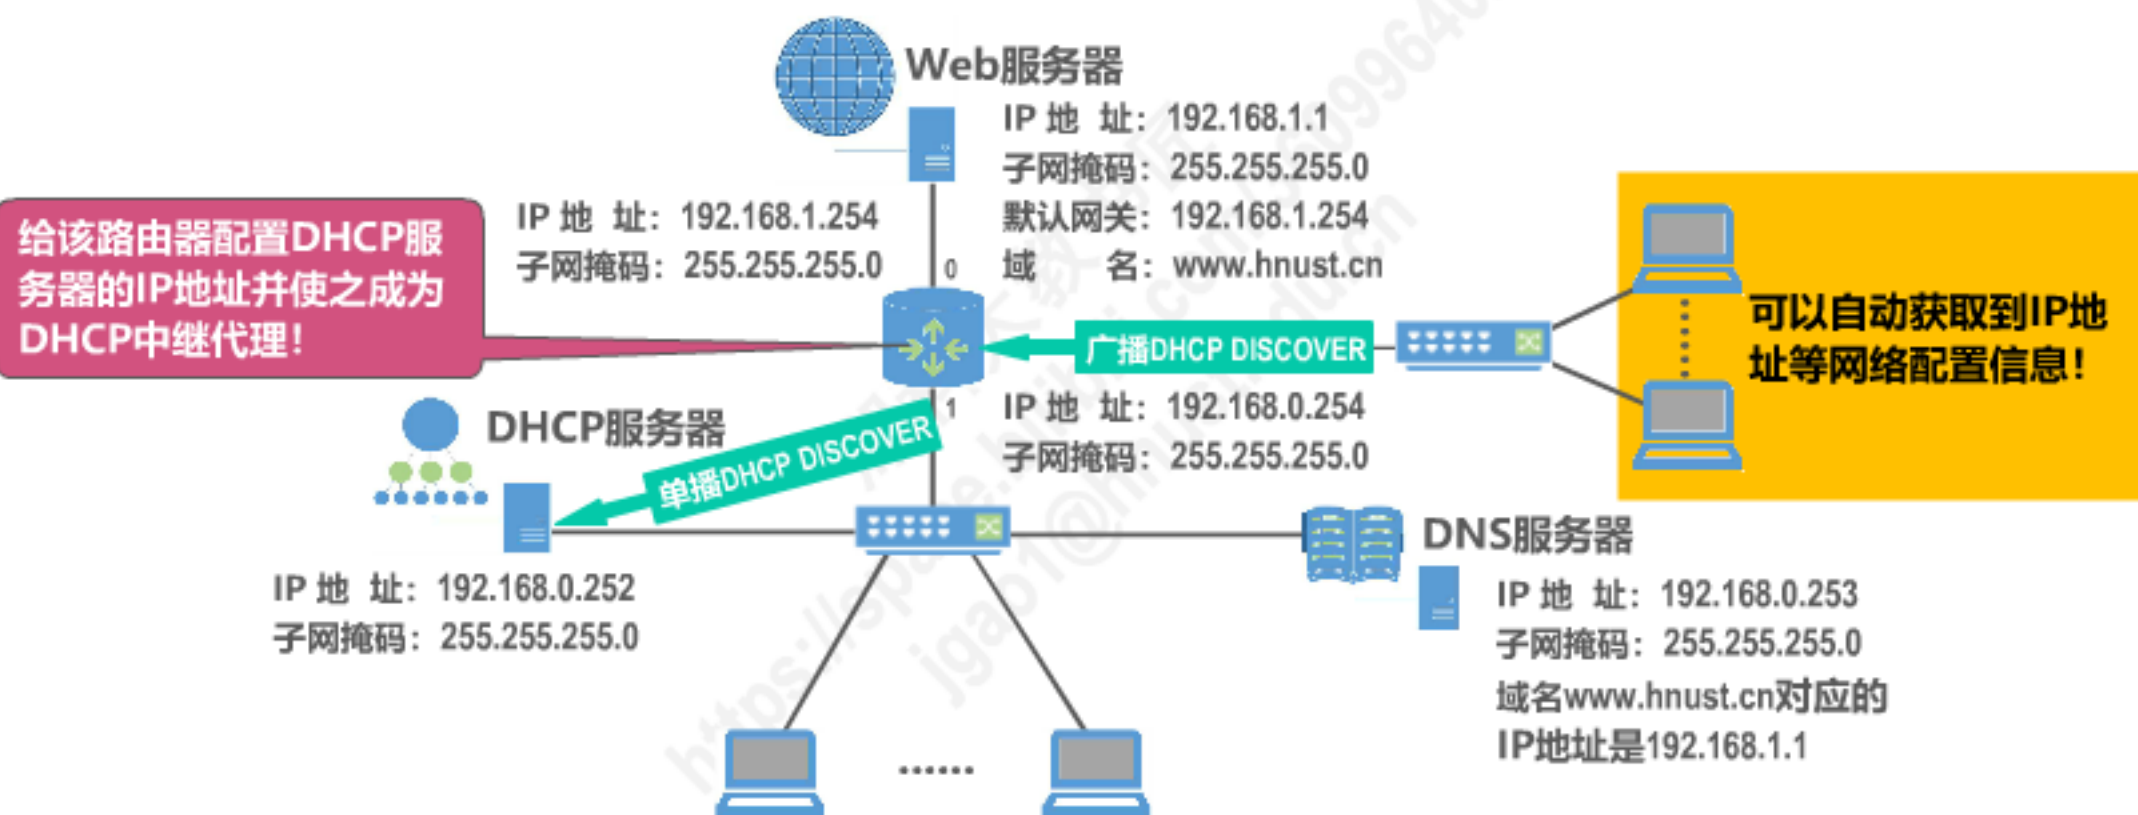 Web服务器
IP 地 址：192.168.1.1
子网掩码：255.255.255.0
默认网关：192.168.1.254
域 名：www.hnust.cn
IP 地 址：192.168.1.254
子网掩码：255.255.255.0
0
给该路由器配置DHCP服
务器的IP地址并使之成为
DHCP中继代理！
广播DHCP DISCOVER
可以自动获取到IP地
址等网络配置信息！
1
IP 地 址：192.168.0.254
子网掩码：255.255.255.0
DHCP服务器
单播DHCP DISCOVER
IP 地 址：192.168.0.252
子网掩码：255.255.255.0
DNS服务器
IP 地 址：192.168.0.253
子网掩码：255.255.255.0
域名www.hnust.cn对应的
IP地址是192.168.1.1
......